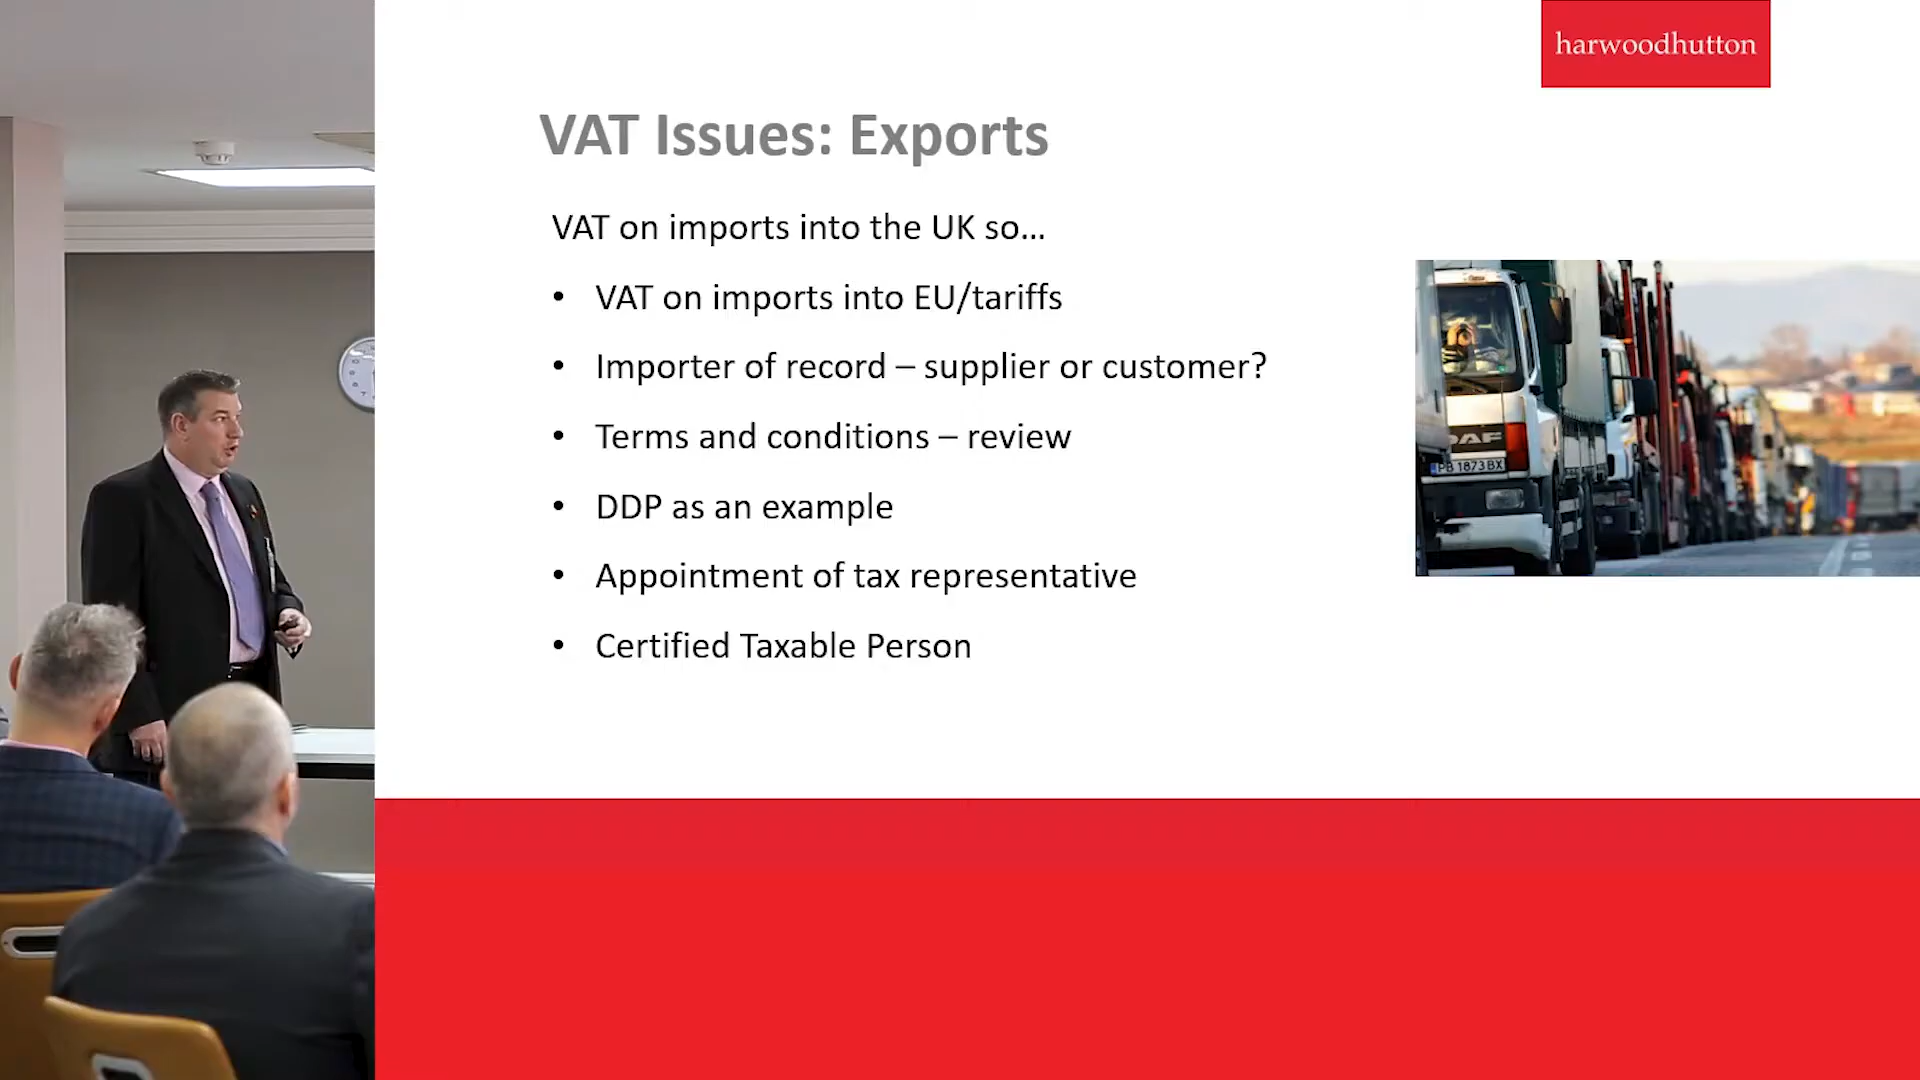 harwoodhutton
VAT Issues: Exports
VAT on imports into the UK so...
• VAT on imports into EU/tariffs
• Importer of record – supplier or customer?
• Terms and conditions – review
• DDP as an example
• Appointment of tax representative
• Certified Taxable Person
DAF
PB 1873 BX